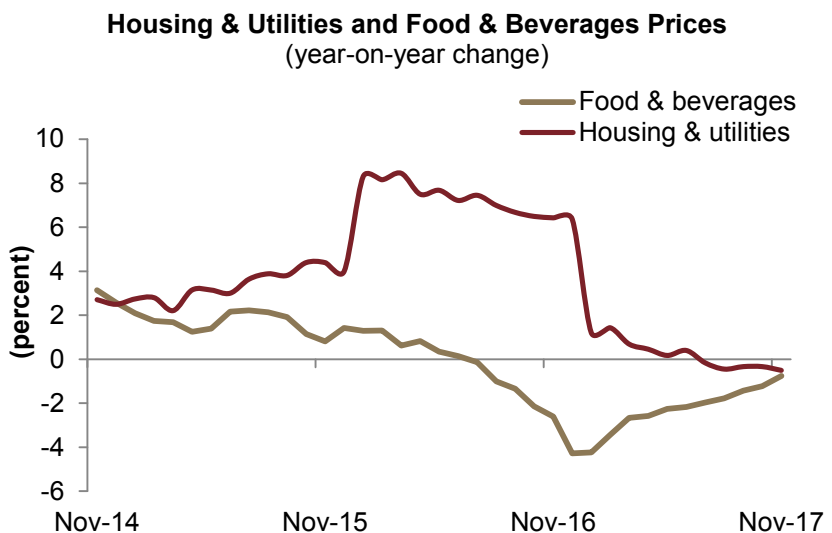 Housing & Utilities and Food & Beverages Prices
(year-on-year change)
Food & beverages
Housing & utilities
(percent)
10
8
6
4
2
0
-2
-4
-6
Nov-14
Nov-15
Nov-16
Nov-17